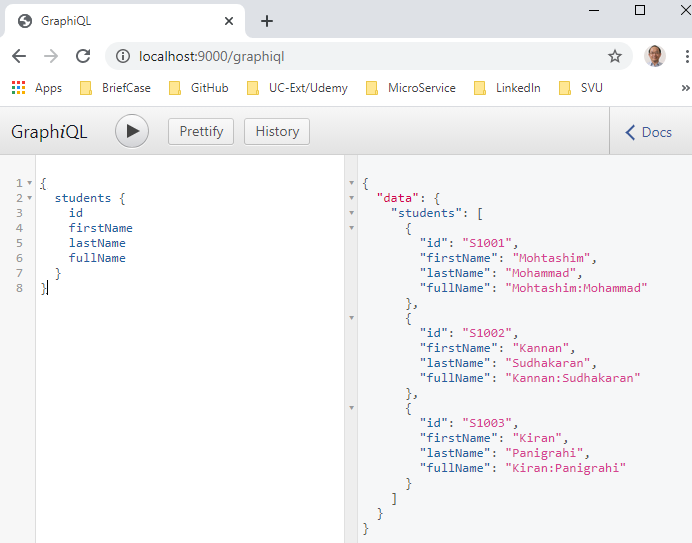 GraphiQL
localhost:9000/graphiql
Apps BriefCase GitHub UC-Ext/Udemy MicroService LinkedIn SVU »
GraphiQL Prettify History Docs
1 {
2 students {
3 id
4 firstName
5 lastName
6 fullName
7 }
8 }
{
"data": {
"students": [
{
"id": "S1001",
"firstName": "Mohtashim",
"lastName": "Mohammad",
"fullName": "Mohtashim:Mohammad"
},
{
"id": "S1002",
"firstName": "Kannan",
"lastName": "Sudhakaran",
"fullName": "Kannan:Sudhakaran"
},
{
"id": "S1003",
"firstName": "Kiran",
"lastName": "Panigrahi",
"fullName": "Kiran:Panigrahi"
}
]
}
}